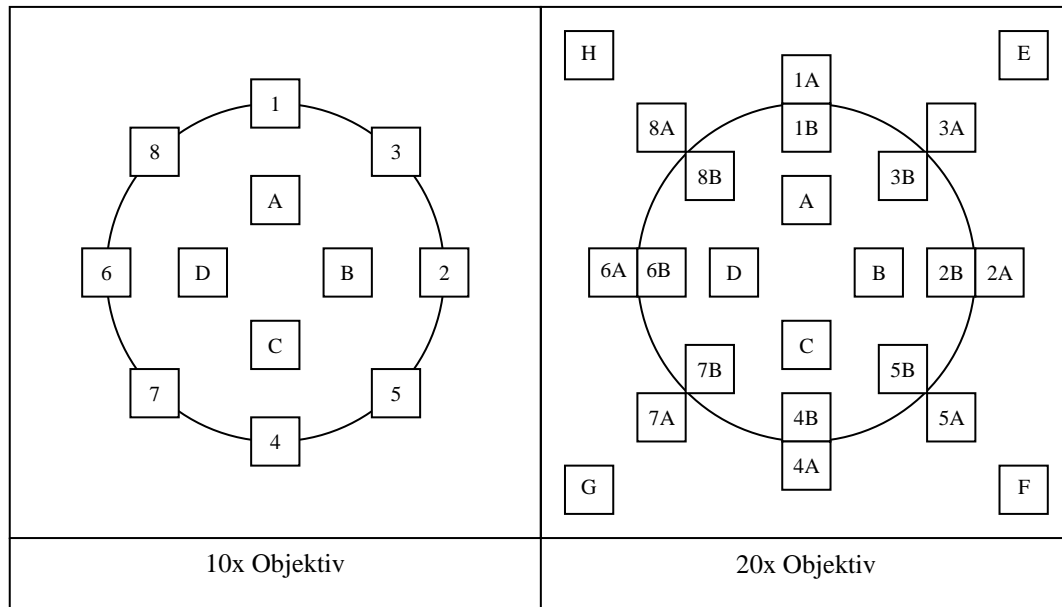 1
8
3
A
6
D
B
2
C
7
5
4
10x Objektiv
H
E
1A
8A
1B
3A
8B
3B
A
6A
6B
D
B
2B
2A
C
7B
5B
7A
4B
5A
4A
G
F
20x Objektiv